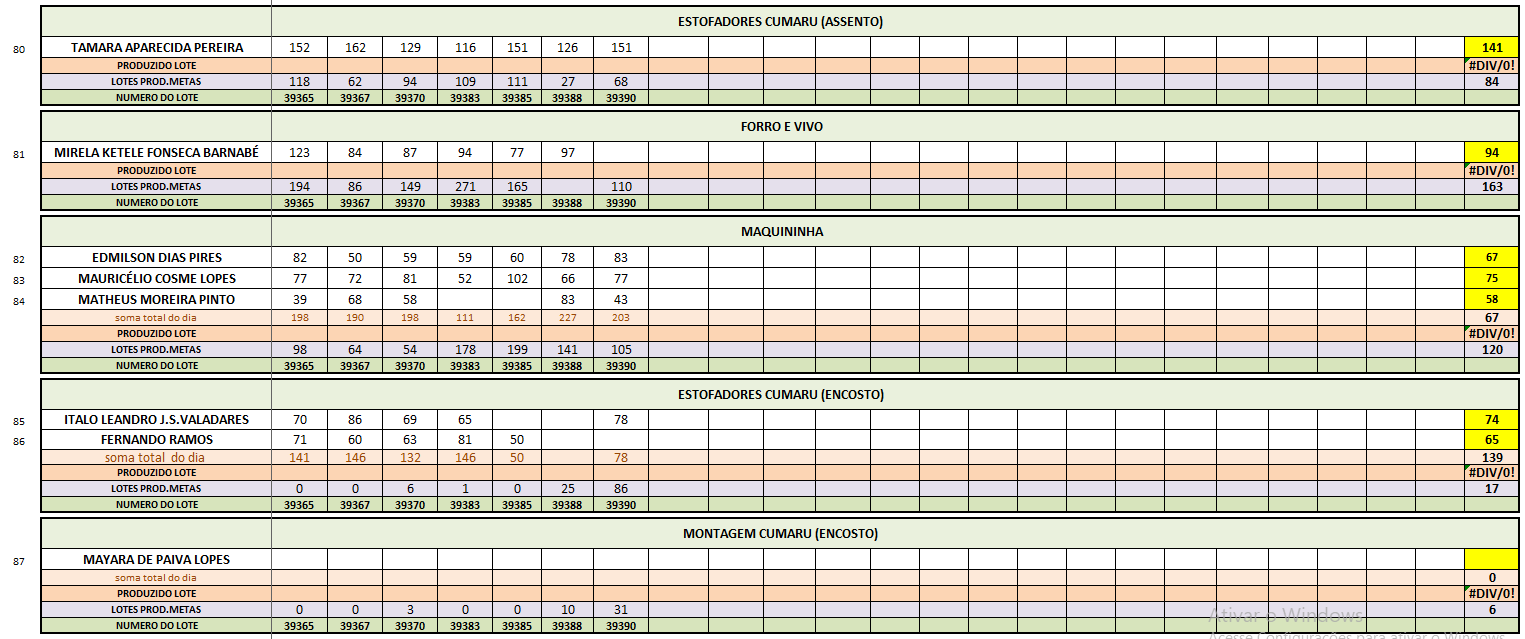 ESTOFADORES CUMARU (ASSENTO)
80 TAMARA APARECIDA PEREIRA 152 162 129 116 151 126 151 141
PRODUZIDO LOTE #DIV/0!
LOTES PROD.METAS 118 62 94 109 111 27 68 84
NUMERO DO LOTE 39365 39367 39370 39383 39385 39388 39390
FORRO E VIVO
81 MIRELA KETELE FONSECA BARNABÉ 123 84 87 94 77 97 94
PRODUZIDO LOTE #DIV/0!
LOTES PROD.METAS 194 86 149 271 165 110 163
NUMERO DO LOTE 39365 39367 39370 39383 39385 39388 39390
MAQUININHA
82 EDMILSON DIAS PIRES 82 50 59 59 60 78 83 67
83 MAURICÉLIO COSME LOPES 77 72 81 52 102 66 77 75
84 MATHEUS MOREIRA PINTO 39 68 58 83 43 58
soma total do dia 198 190 198 111 162 227 203 67
PRODUZIDO LOTE #DIV/0!
LOTES PROD.METAS 98 64 54 178 199 141 105 120
NUMERO DO LOTE 39365 39367 39370 39383 39385 39388 39390
ESTOFADORES CUMARU (ENCOSTO)
85 ITALO LEANDRO J.S.VALADARES 70 86 69 65 78 74
86 FERNANDO RAMOS 71 60 63 81 50 65
soma total do dia 141 146 132 146 50 78 139
PRODUZIDO LOTE #DIV/0!
LOTES PROD.METAS 0 0 6 1 0 25 86 17
NUMERO DO LOTE 39365 39367 39370 39383 39385 39388 39390
MONTAGEM CUMARU (ENCOSTO)
87 MAYARA DE PAIVA LOPES
soma total do dia 0
PRODUZIDO LOTE #DIV/0!
LOTES PROD.METAS 0 0 3 0 0 10 31 6
NUMERO DO LOTE 39365 39367 39370 39383 39385 39388 39390
Ativar o Windows
Acesse Configurações para ativar o Windows.